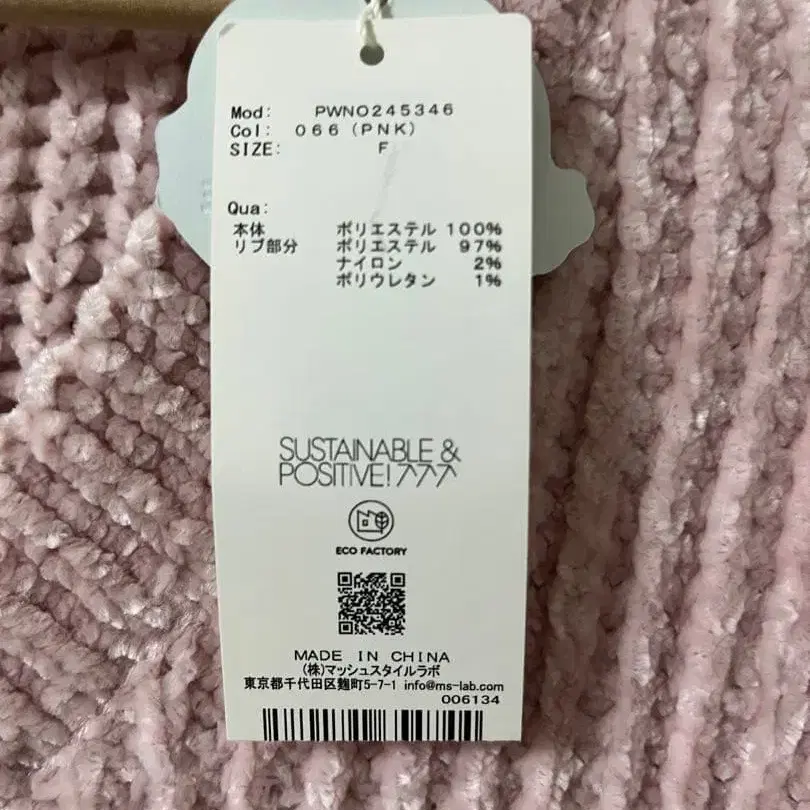 Mod: PWNO245346
Col: 066(PNK)
SIZE: F
Qua:
本体 ポリエステル 100%
リブ部分 ポリエステル 97%
ナイロン 2%
ポリウレタン 1%
SUSTAINABLE &
POSITIVE!
ECO FACTORY
MADE IN CHINA
(株)マッシュスタイルラボ
東京都千代田区麹町5-7-1 info@ms-lab.com
006134